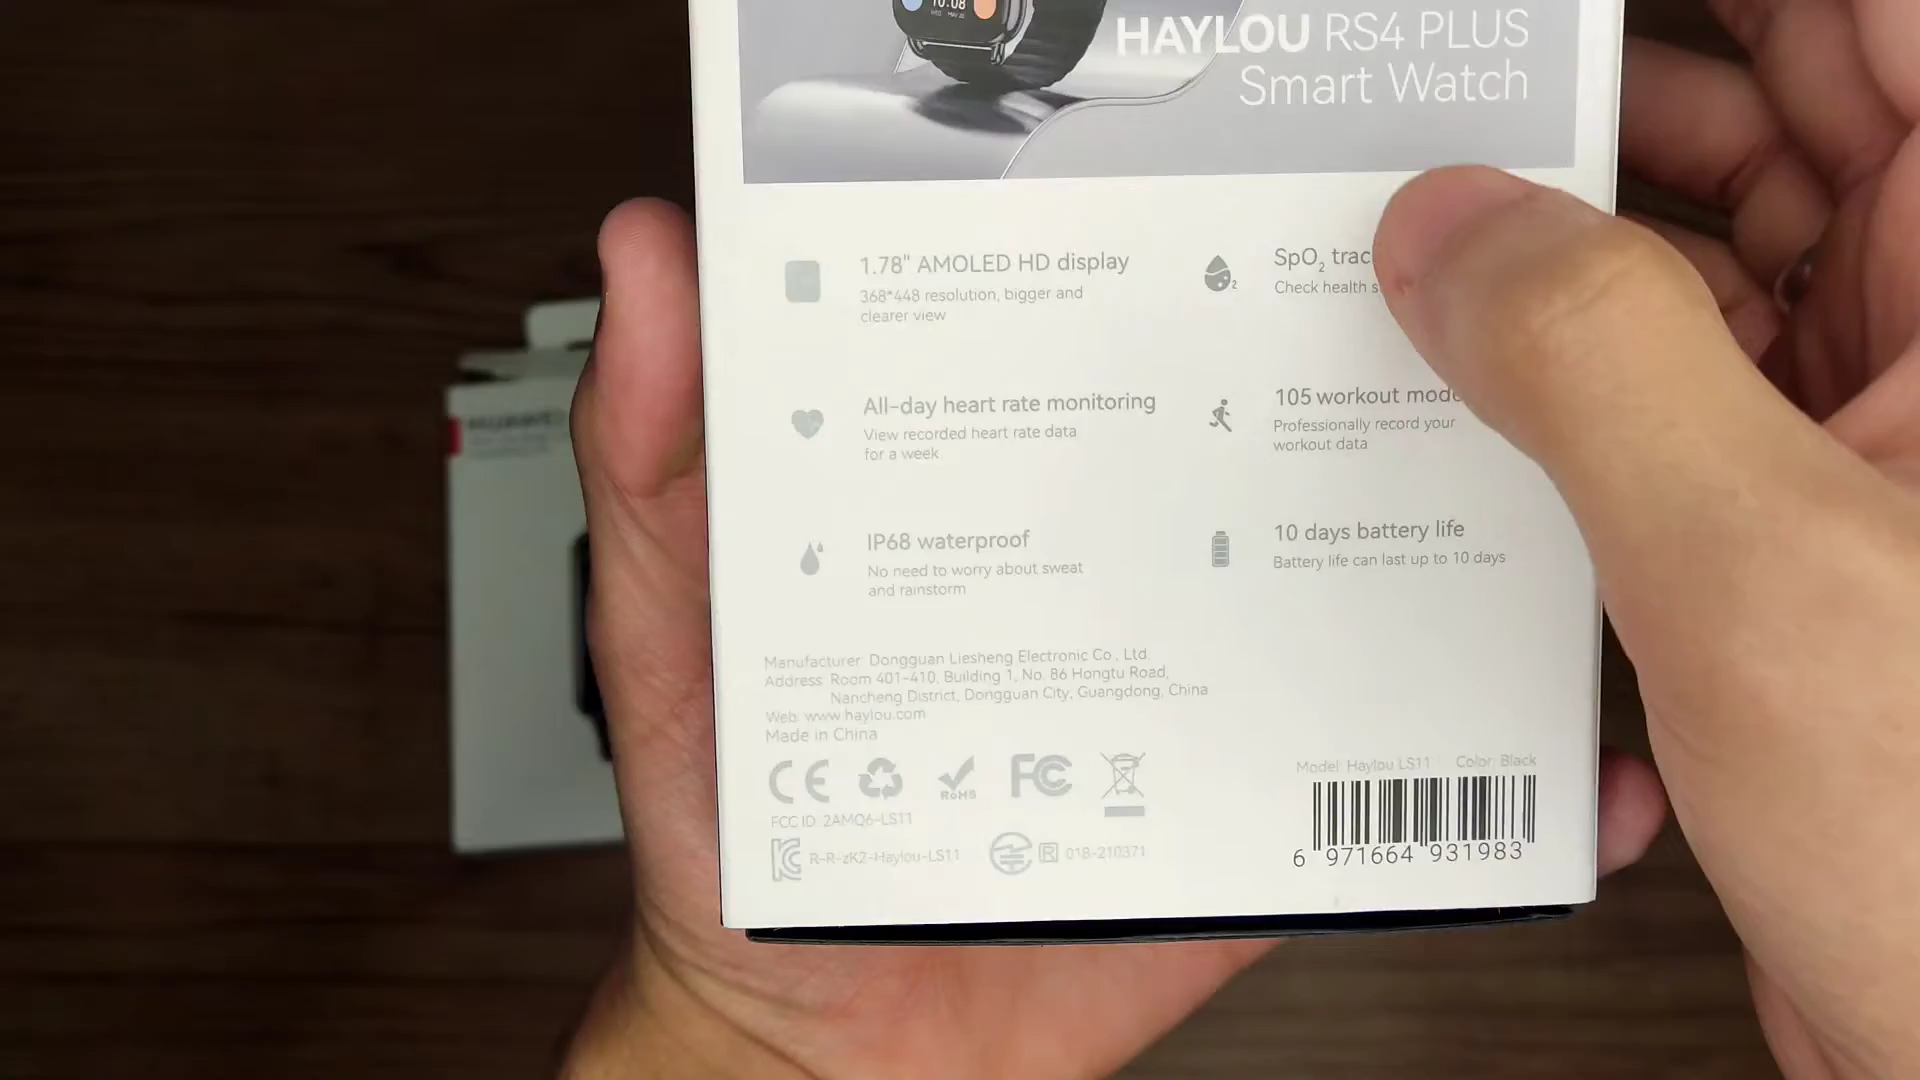 10:08
HAYLOU RS4 PLUS
Smart Watch
1.78" AMOLED HD display
368*448 resolution, bigger and
clearer view
SpO₂ trac
Check health s
All-day heart rate monitoring
View recorded heart rate data
for a week
105 workout mode
Professionally record your
workout data
IP68 waterproof
No need to worry about sweat
and rainstorm
10 days battery life
Battery life can last up to 10 days
Manufacturer: Dongguan Liesheng Electronic Co., Ltd.
Address: Room 401-410, Building 1, No. 86 Hongtu Road,
Nancheng District, Dongguan City, Guangdong, China
Web: www.haylou.com
Made in China
CE
RoHS
FC
FCC ID: 2AMQ6-LS11
R-R-zK2-Haylou-LS11
R 018-210371
Model: Haylou LS11 Color: Black
6 971664 931983